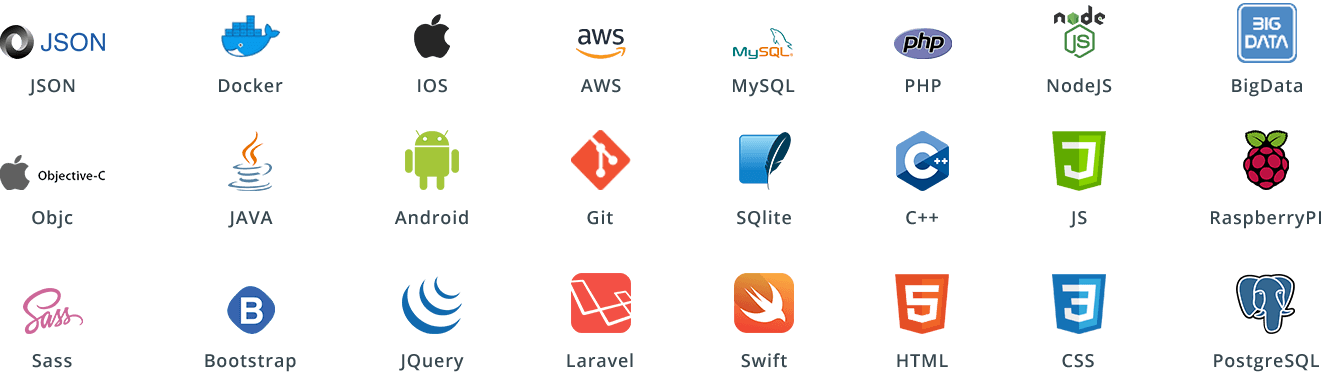 JSON
aws
MySQL®
php
node
JS
BIG
DATA
JSON
Docker
IOS
AWS
MySQL
PHP
NodeJS
BigData
Objective-C
C++
J
Objc
JAVA
Android
Git
SQlite
C++
JS
RaspberryPI
Sass
B
5
3
Sass
Bootstrap
JQuery
Laravel
Swift
HTML
CSS
PostgreSQL